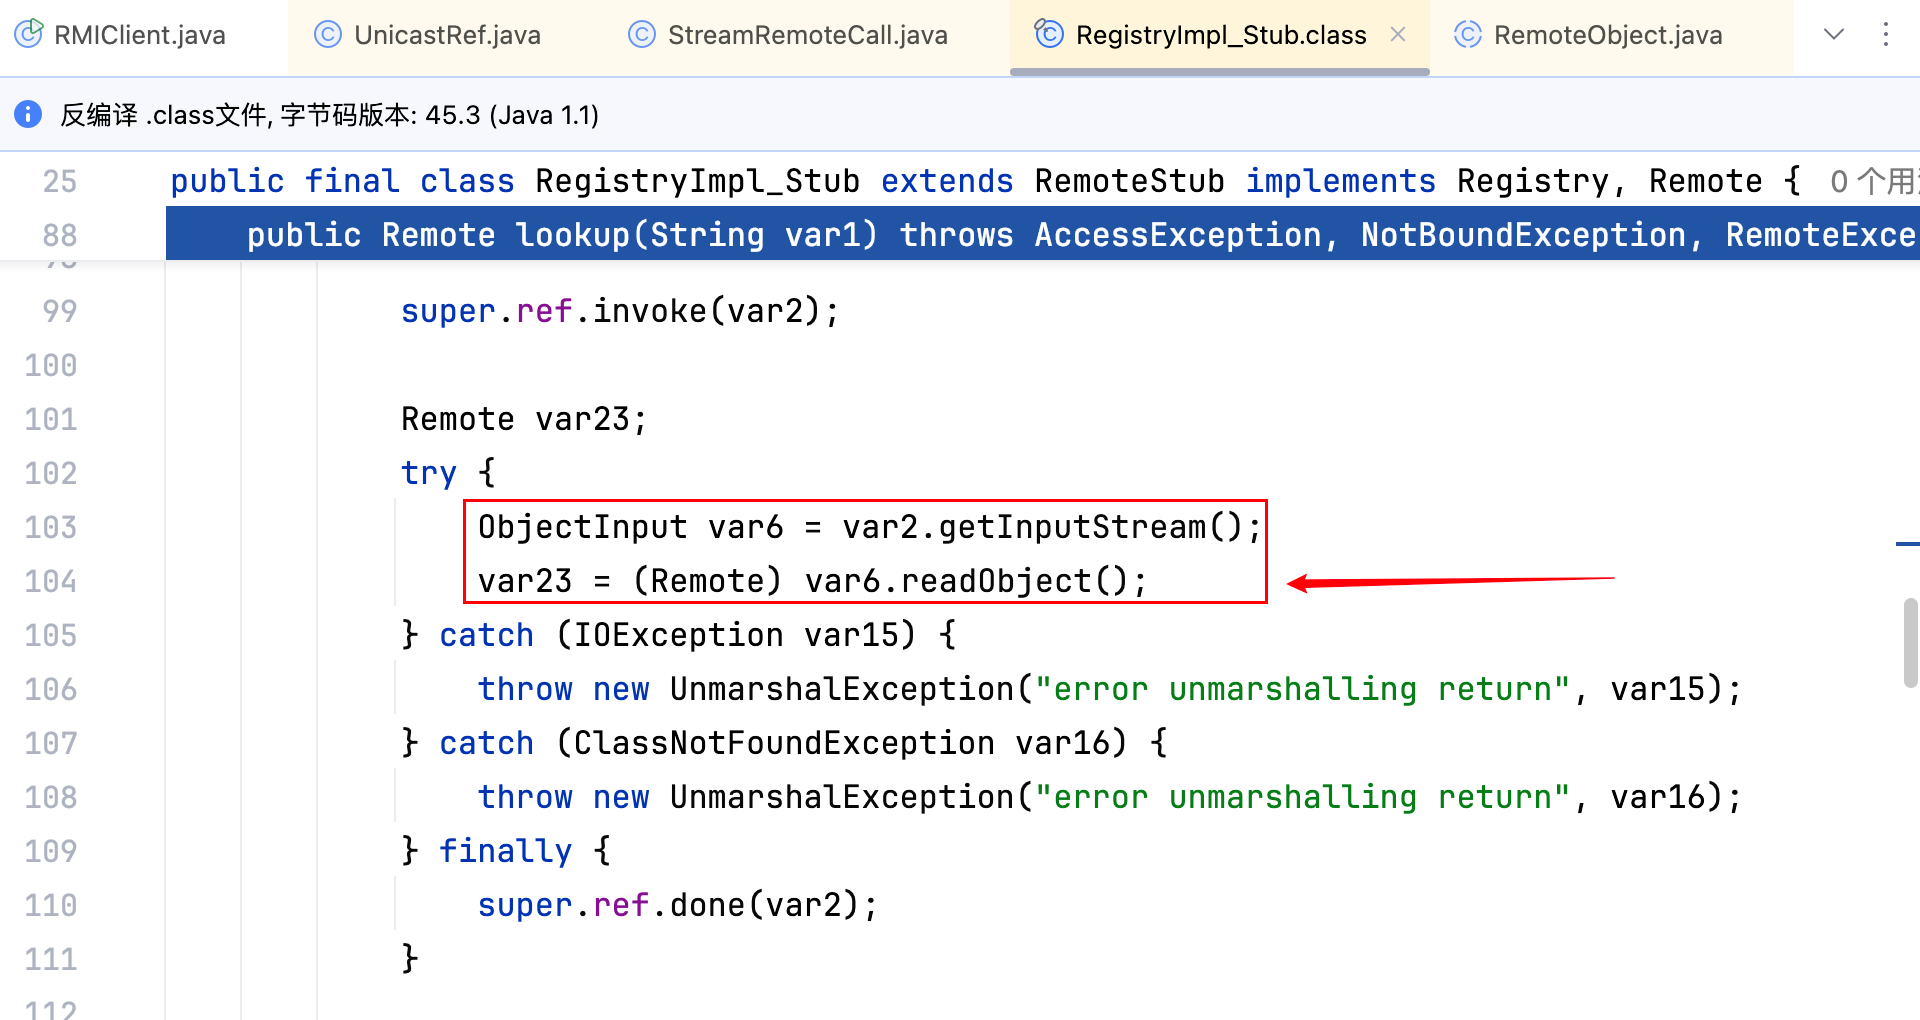 RMIClient.java UnicastRef.java StreamRemoteCall.java RegistryImpl_Stub.class RemoteObject.java
反编译 .class文件, 字节码版本: 45.3 (Java 1.1)
25 public final class RegistryImpl_Stub extends RemoteStub implements Registry, Remote { 0 个用
88 public Remote lookup(String var1) throws AccessException, NotBoundException, RemoteExce
99 super.ref.invoke(var2);
100
101 Remote var23;
102 try {
103 ObjectInput var6 = var2.getInputStream();
104 var23 = (Remote) var6.readObject();
105 } catch (IOException var15) {
106 throw new UnmarshalException("error unmarshalling return", var15);
107 } catch (ClassNotFoundException var16) {
108 throw new UnmarshalException("error unmarshalling return", var16);
109 } finally {
110 super.ref.done(var2);
111 }
112